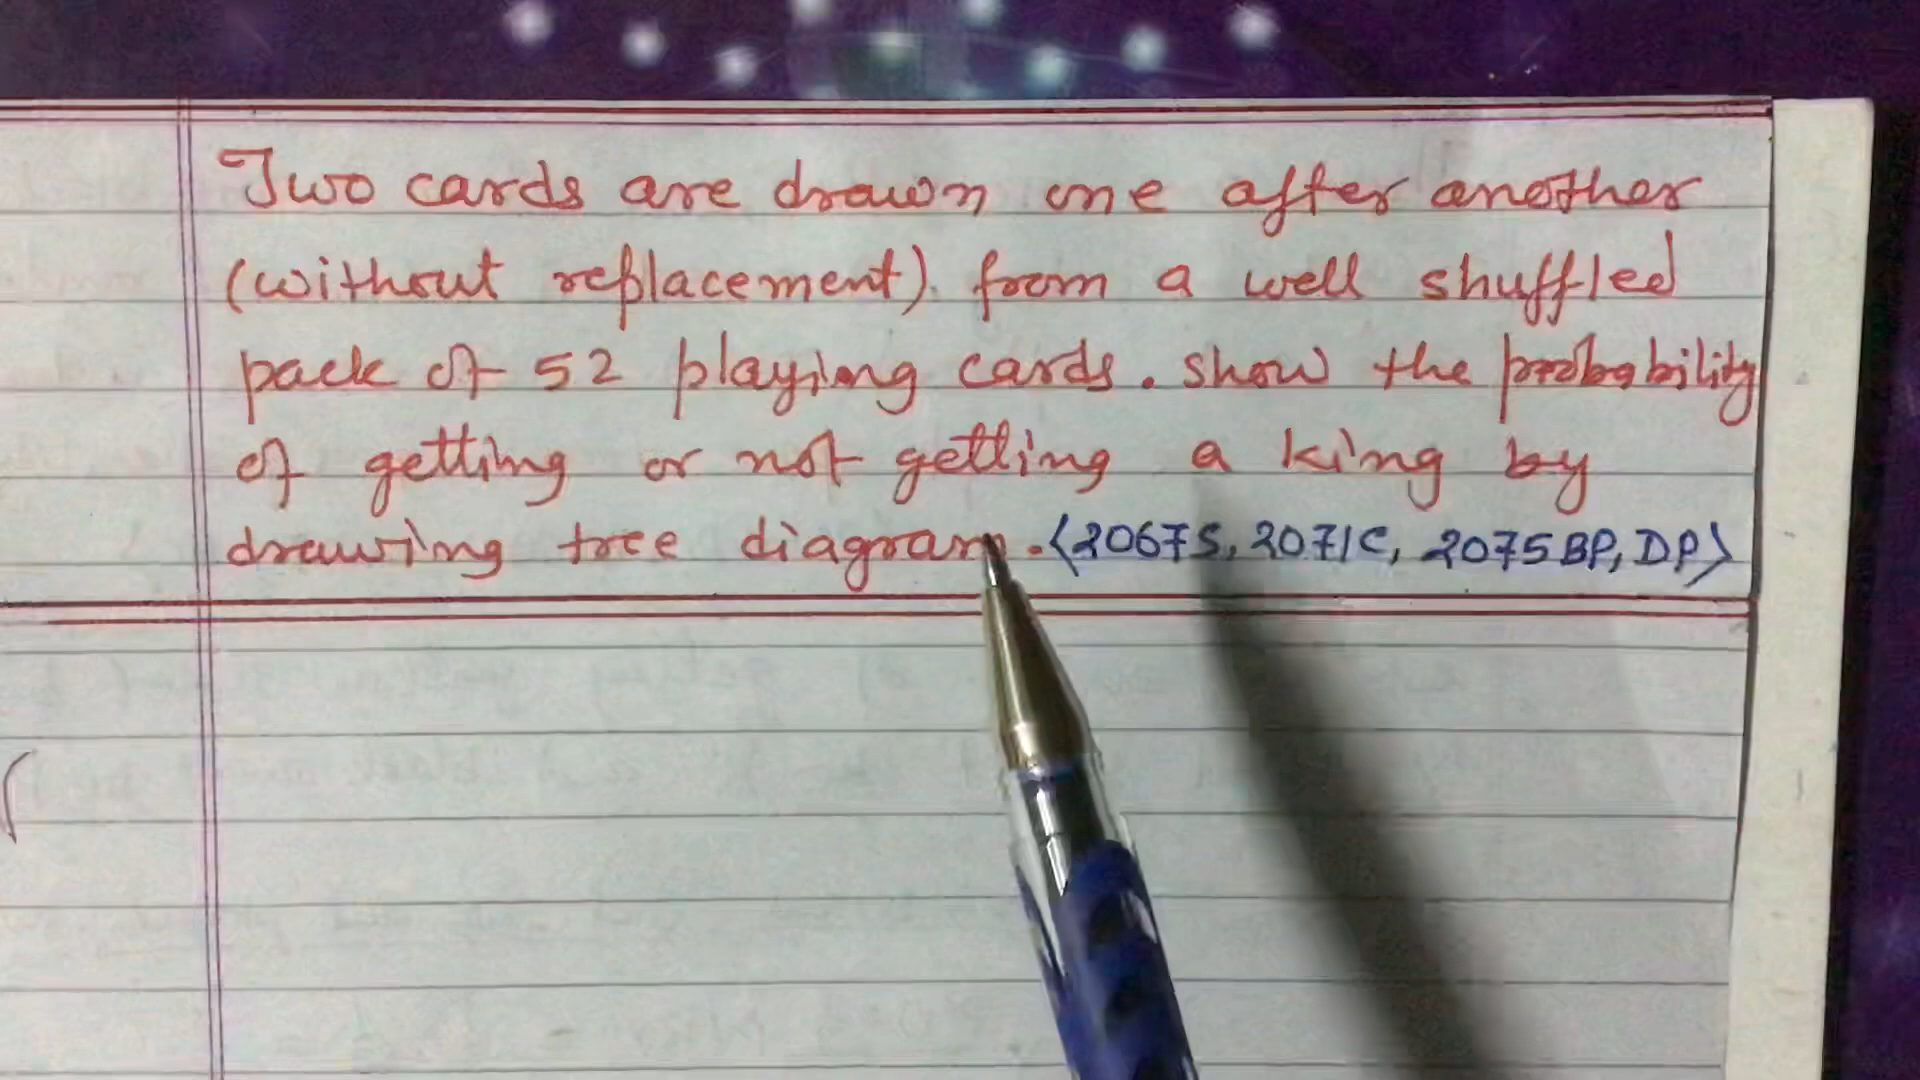 Two cards are drawn one after another
(without replacement). from a well shuffled
pack of 52 playing cards. show the probability
of getting or not getting a king by
drawing tree diagram. <2067S, 2071C, 2075BP, DP>